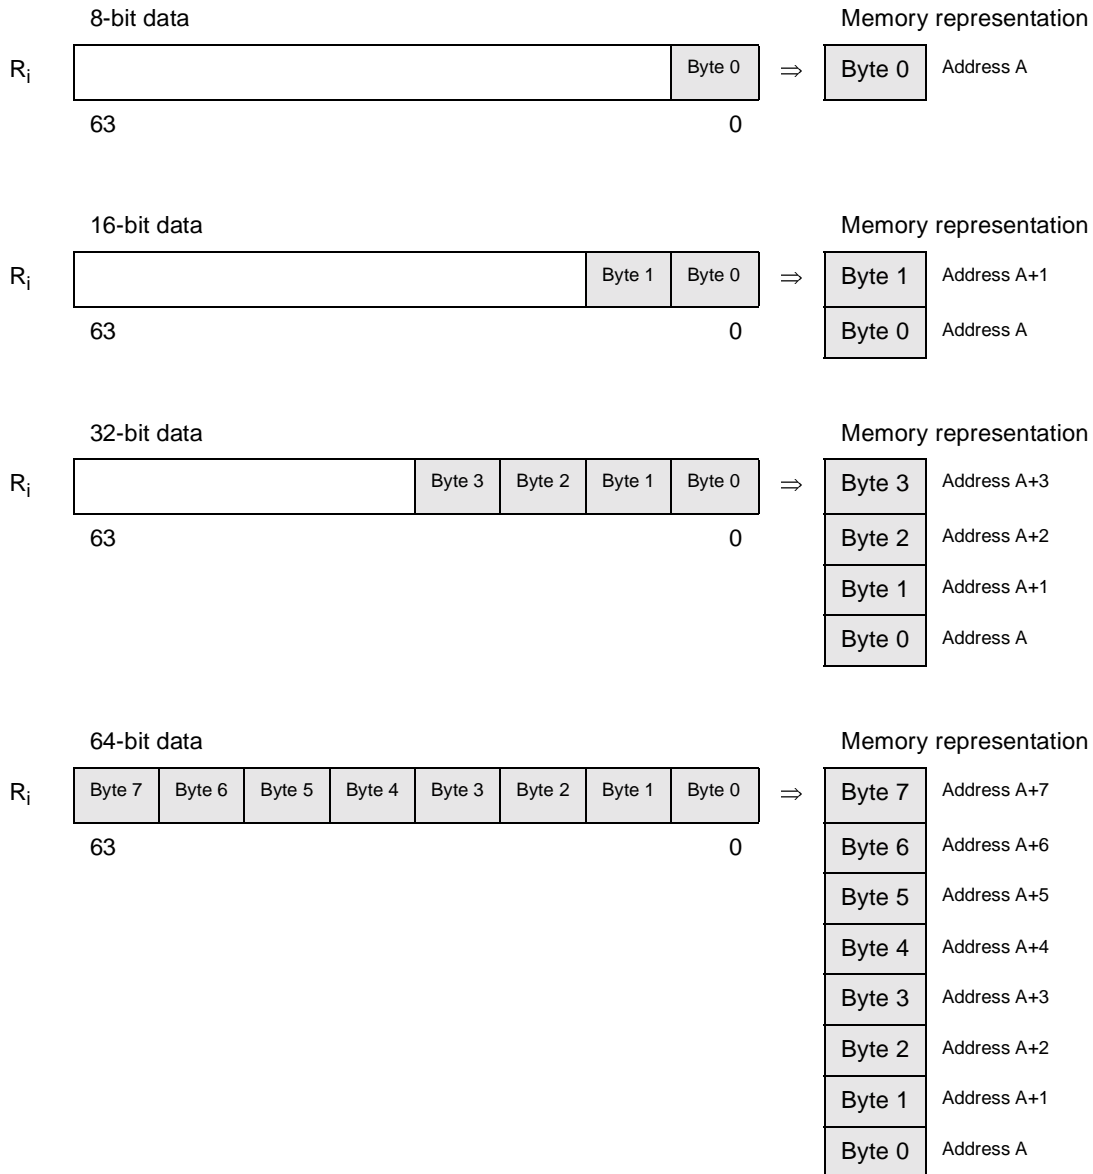 8-bit data Memory representation
Ri Byte 0 ⇒ Byte 0 Address A
63 0
16-bit data Memory representation
Ri Byte 1 Byte 0 ⇒ Byte 1 Address A+1
63 0 Byte 0 Address A
32-bit data Memory representation
Ri Byte 3 Byte 2 Byte 1 Byte 0 ⇒ Byte 3 Address A+3
63 0 Byte 2 Address A+2
Byte 1 Address A+1
Byte 0 Address A
64-bit data Memory representation
Ri Byte 7 Byte 6 Byte 5 Byte 4 Byte 3 Byte 2 Byte 1 Byte 0 ⇒ Byte 7 Address A+7
63 0 Byte 6 Address A+6
Byte 5 Address A+5
Byte 4 Address A+4
Byte 3 Address A+3
Byte 2 Address A+2
Byte 1 Address A+1
Byte 0 Address A